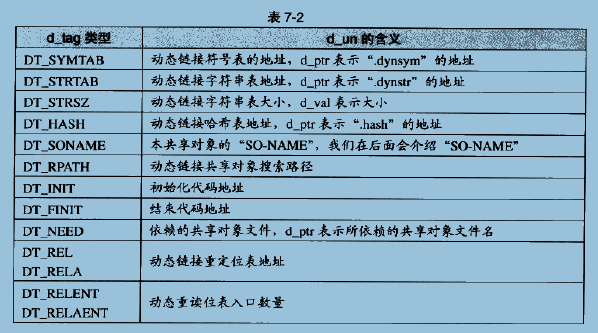 表 7-2
d_tag 类型 d_un 的含义
DT_SYMTAB 动态链接符号表的地址，d_ptr 表示 “.dynsym” 的地址
DT_STRTAB 动态链接字符串表地址，d_ptr 表示 “.dynstr” 的地址
DT_STRSZ 动态链接字符串表大小，d_val 表示大小
DT_HASH 动态链接哈希表地址，d_ptr 表示 “.hash” 的地址
DT_SONAME 本共享对象的 “SO-NAME”，我们在后面会介绍 “SO-NAME”
DT_RPATH 动态链接共享对象搜索路径
DT_INIT 初始化代码地址
DT_FINIT 结束代码地址
DT_NEED 依赖的共享对象文件，d_ptr 表示所依赖的共享对象文件名
DT_REL
DT_RELA
动态链接重定位表地址
DT_RELENT
DT_RELAENT
动态重读位表入口数量